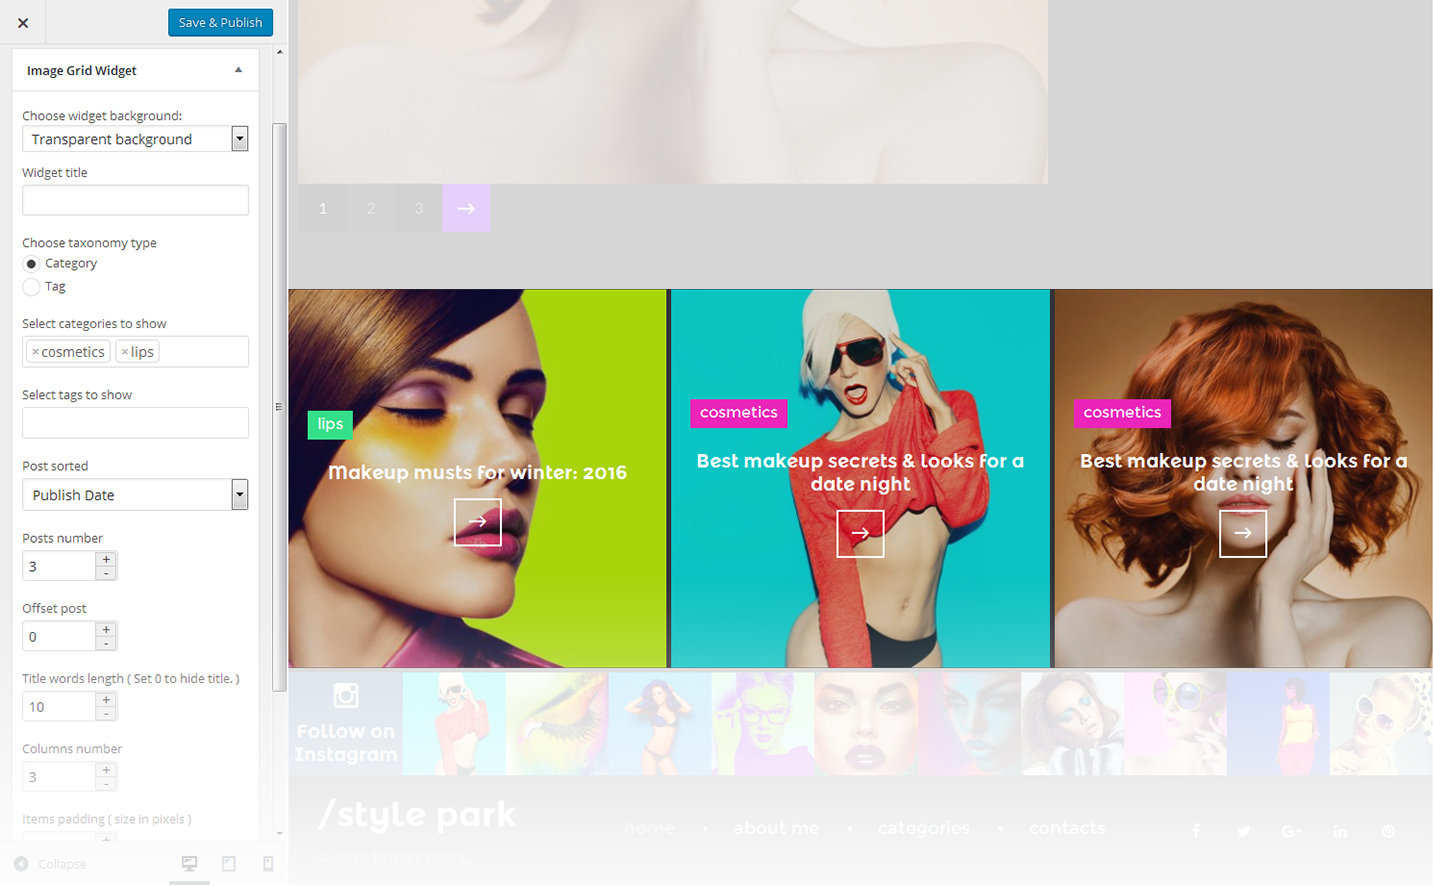 Save & Publish
Image Grid Widget
Choose widget background:
Transparent background
Widget title
Choose taxonomy type
Category
Tag
Select categories to show
×cosmetics ×lips
Select tags to show
Post sorted
Publish Date
Posts number
3
+
-
Offset post
0
+
-
Title words length ( Set 0 to hide title. )
10
+
-
Columns number
3
+
-
Items padding ( size in pixels )
+
Collapse
1 2 3
lips
Makeup musts for winter: 2016
cosmetics
Best makeup secrets & looks for a
date night
cosmetics
Best makeup secrets & looks for a
date night
Follow on
Instagram
/style park
home • about me • categories • contacts
© 2016 Privacy Policy